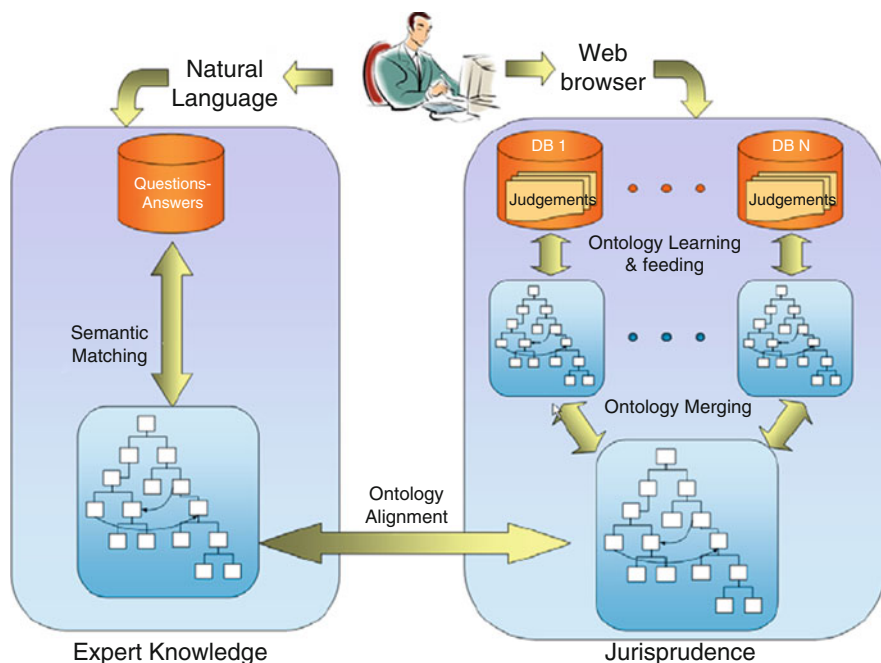 Natural
Language
Web
browser
Questions-
Answers
Semantic
Matching
Expert Knowledge
Ontology
Alignment
DB 1
DB N
Judgements
Judgements
Ontology Learning
& feeding
Ontology Merging
Jurisprudence